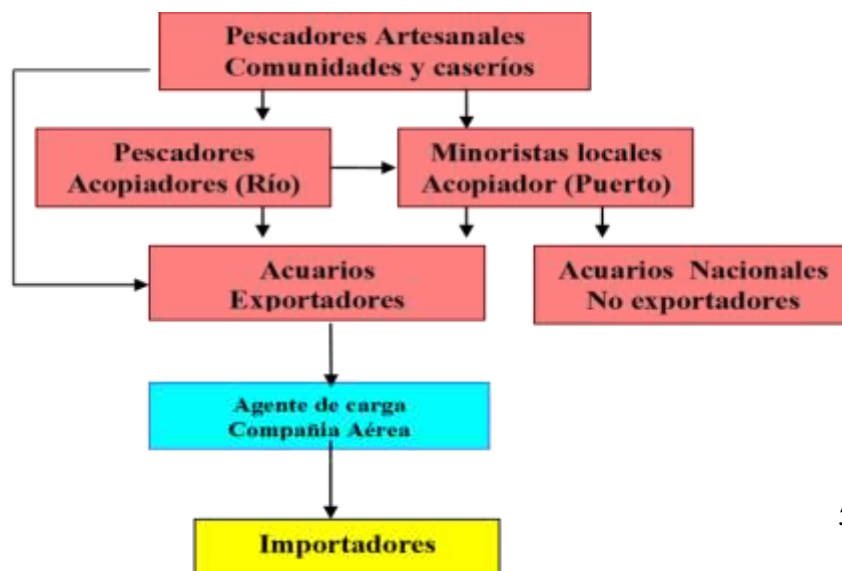 Pescadores Artesanales
Comunidades y caseríos
Pescadores
Acopiadores (Río)
Minoristas locales
Acopiador (Puerto)
Acuarios
Exportadores
Acuarios Nacionales
No exportadores
Agente de carga
Compañia Aérea
Importadores